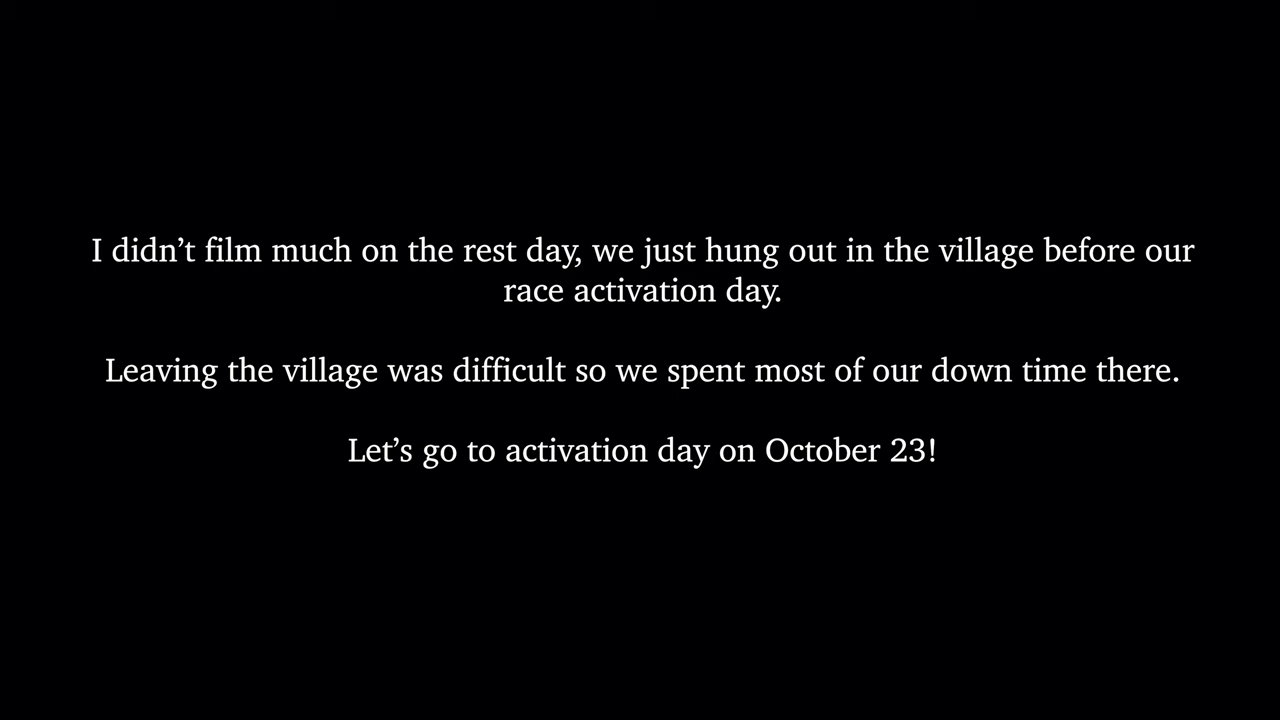 I didn’t film much on the rest day, we just hung out in the village before our
race activation day.
Leaving the village was difficult so we spent most of our down time there.
Let’s go to activation day on October 23!